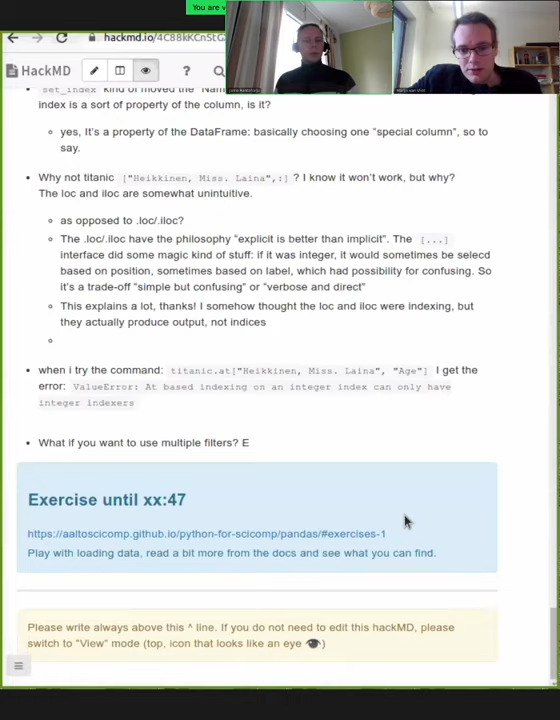 You are v
hackmd.io/4C88kKCnStG
HackMD
index is a sort of property of the column, is it?
yes, It's a property of the DataFrame: basically choosing one "special column", so to
say.
Why not titanic ["Heikkinen, Miss. Laina",:] ? I know it won't work, but why?
The loc and iloc are somewhat unintuitive.
as opposed to .loc/.iloc?
The .loc/.iloc have the philosophy "explicit is better than implicit". The [...]
interface did some magic kind of stuff: if it was integer, it would sometimes be selecd
based on position, sometimes based on label, which had possibility for confusing. So
it's a trade-off "simple but confusing" or "verbose and direct"
This explains a lot, thanks! I somehow thought the loc and iloc were indexing, but
they actually produce output, not indices
when i try the command: titanic.at["Heikkinen, Miss. Laina", "Age"] I get the
error: ValueError: At based indexing on an integer index can only have
integer indexers
What if you want to use multiple filters? E
Exercise until xx:47
https://aaltoscicomp.github.io/python-for-scicomp/pandas/#exercises-1
Play with loading data, read a bit more from the docs and see what you can find.
Please write always above this ^ line. If you do not need to edit this hackMD, please
switch to "View" mode (top, icon that looks like an eye 👁)